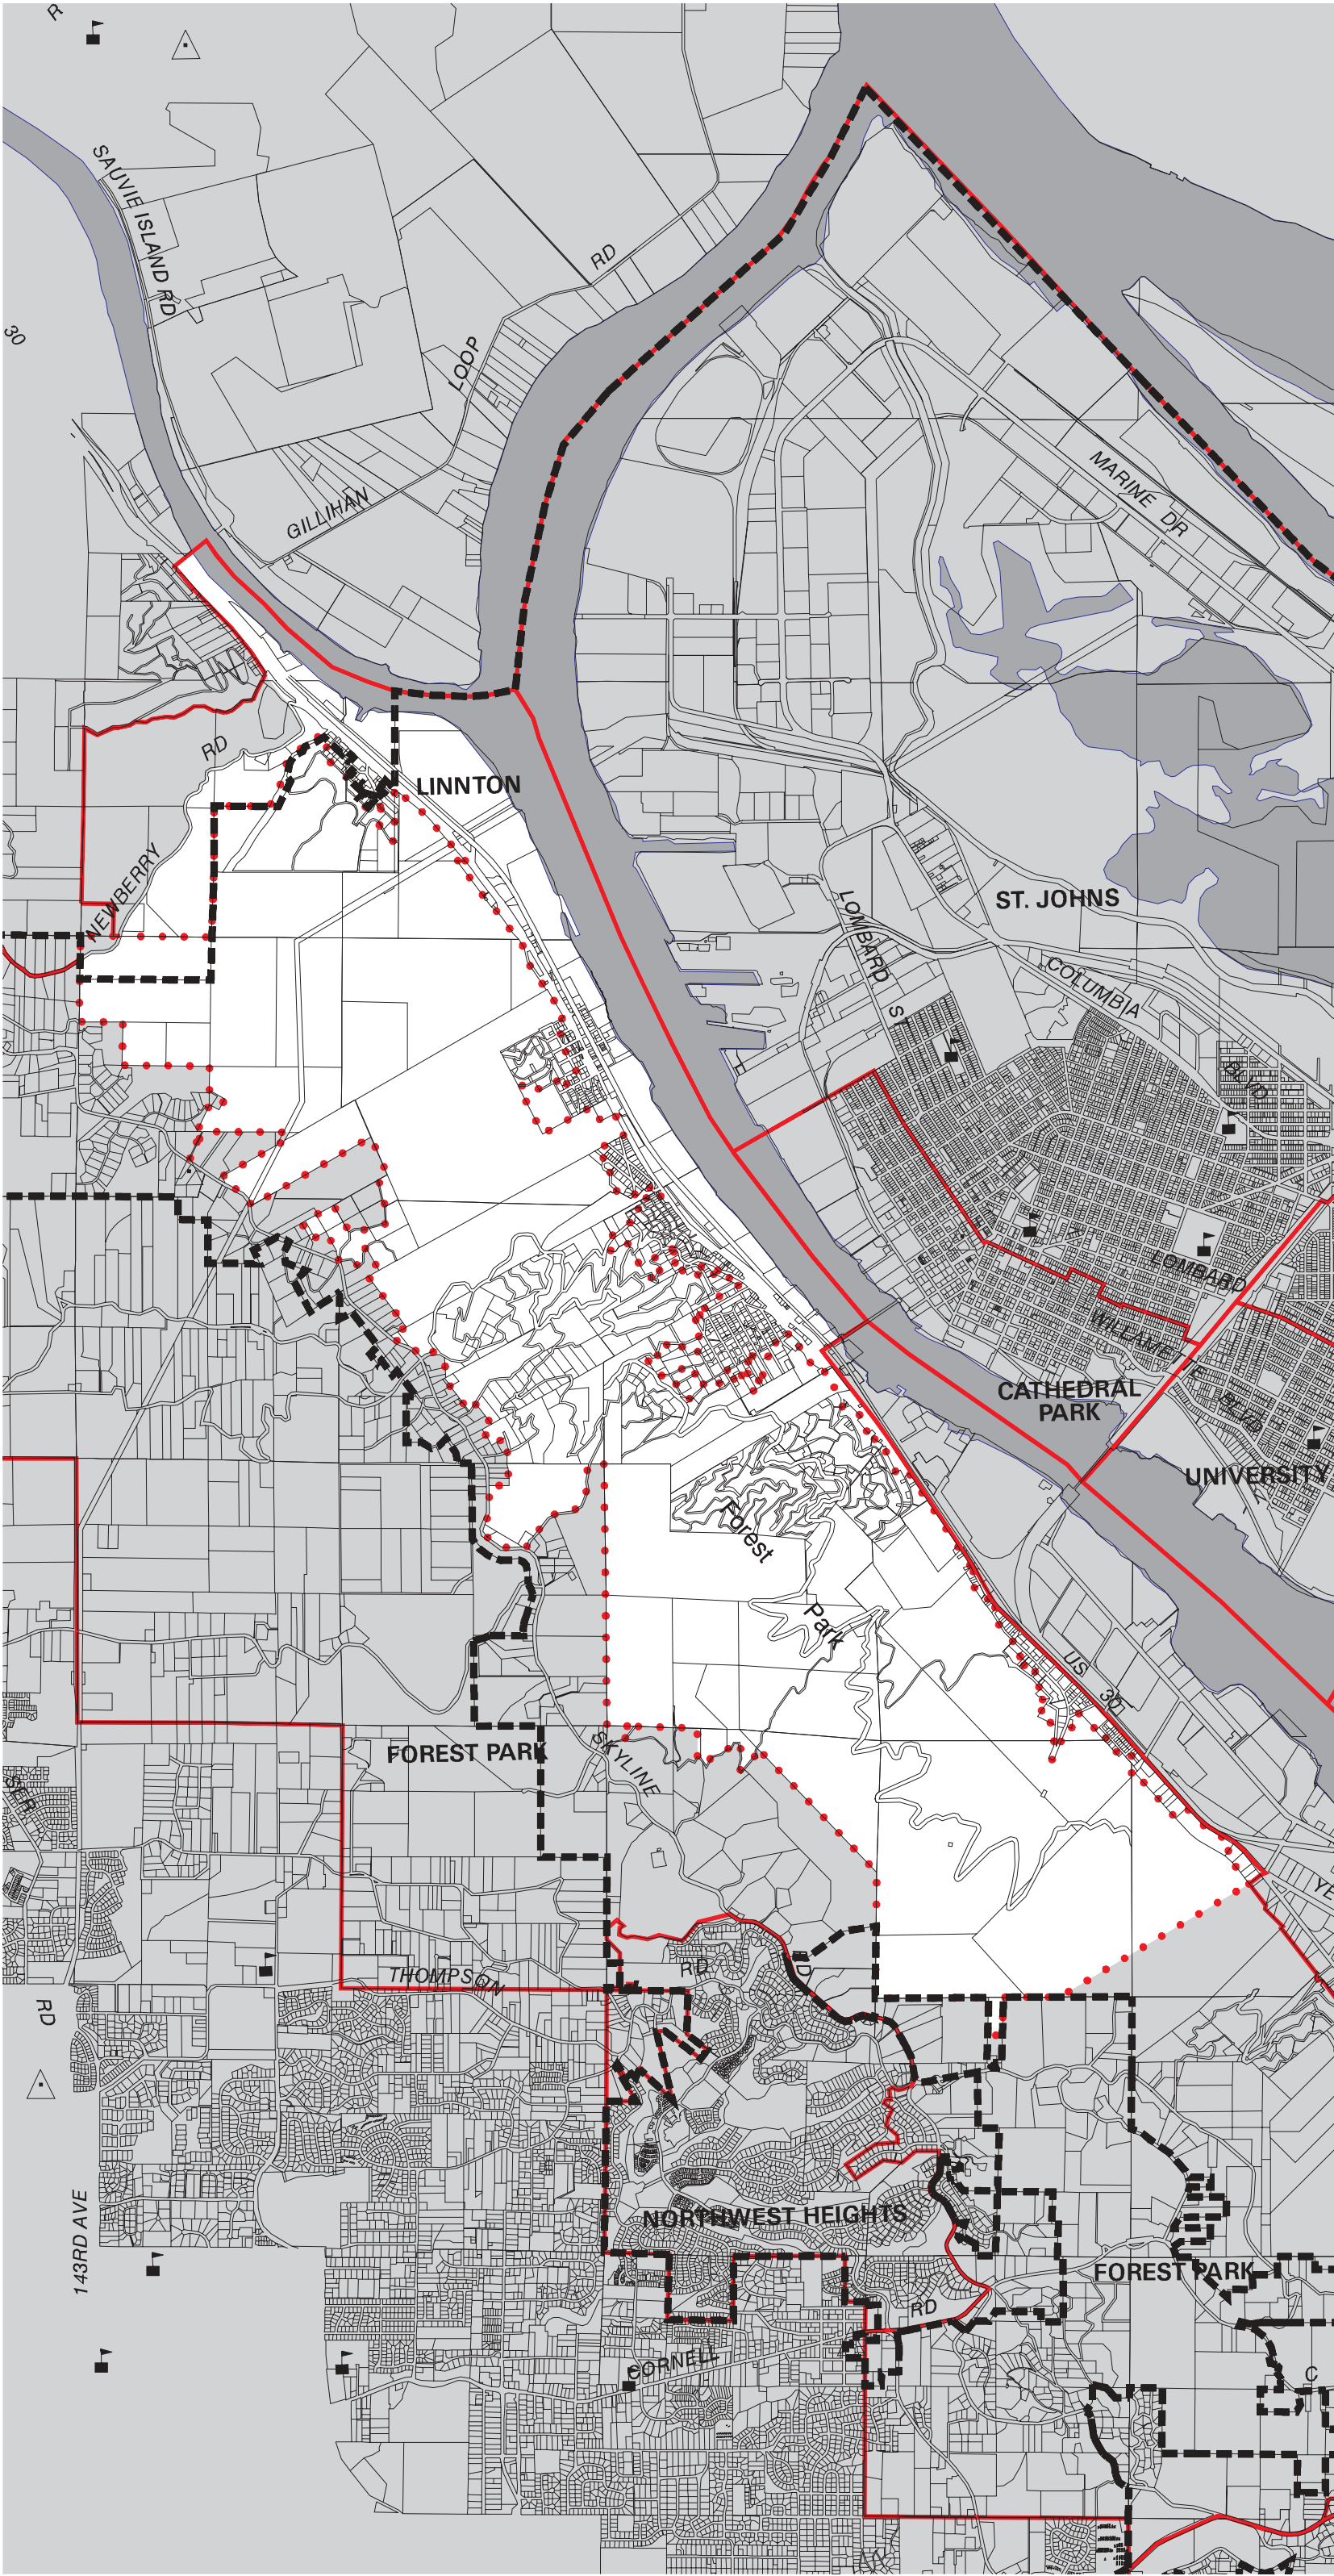 R
SAUVIE ISLAND RD
30
RD
LOOP
GILLIHAN
MARINE DR
RD
LINNTON
NEWBERRY
LOMBARD
ST
ST. JOHNS
COLUMBIA
BLVD
LOMBARD
WILLAMETTE
BLVD
CATHEDRAL
PARK
UNIVERSITY
Forest
Park
US
30
FOREST PARK
SKYLINE
YE
RD
THOMPSON
RD
RD
143RD AVE
NORTHWEST HEIGHTS
FOREST PARK
RD
CORNELL
C